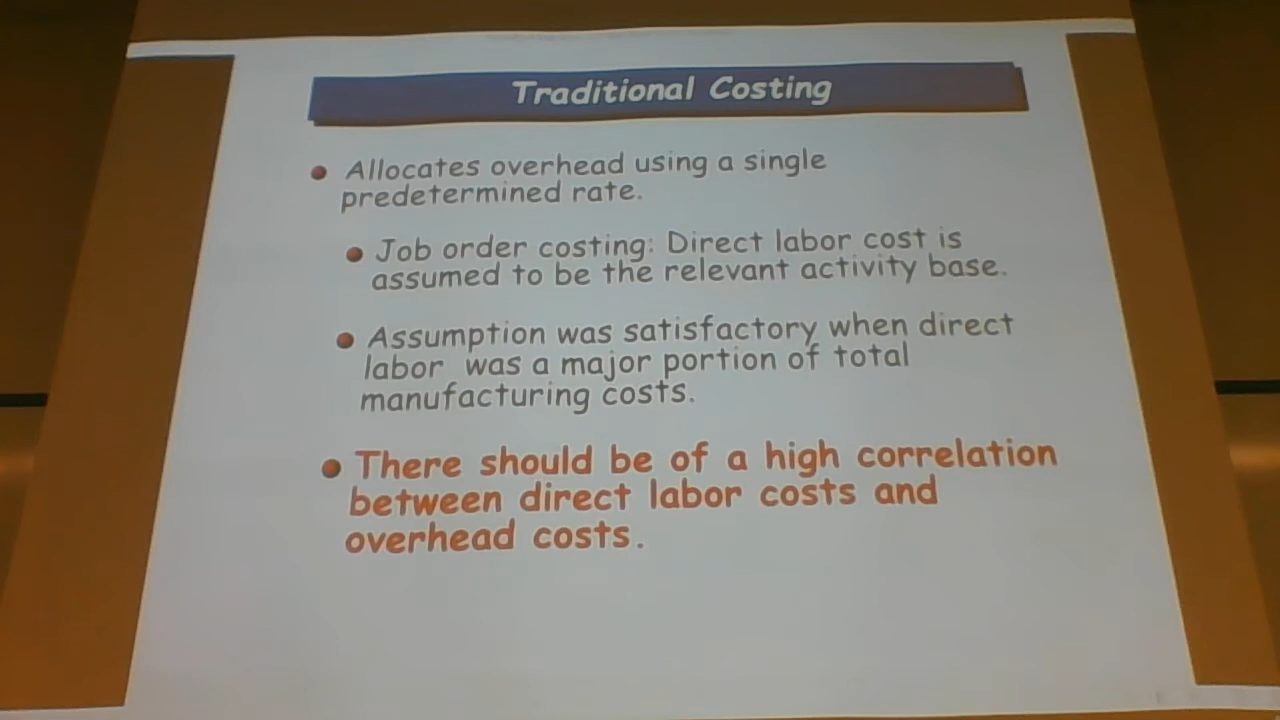 Traditional Costing
Allocates overhead using a single
predetermined rate.
Job order costing: Direct labor cost is
assumed to be the relevant activity base.
Assumption was satisfactory when direct
labor was a major portion of total
manufacturing costs.
There should be of a high correlation
between direct labor costs and
overhead costs.